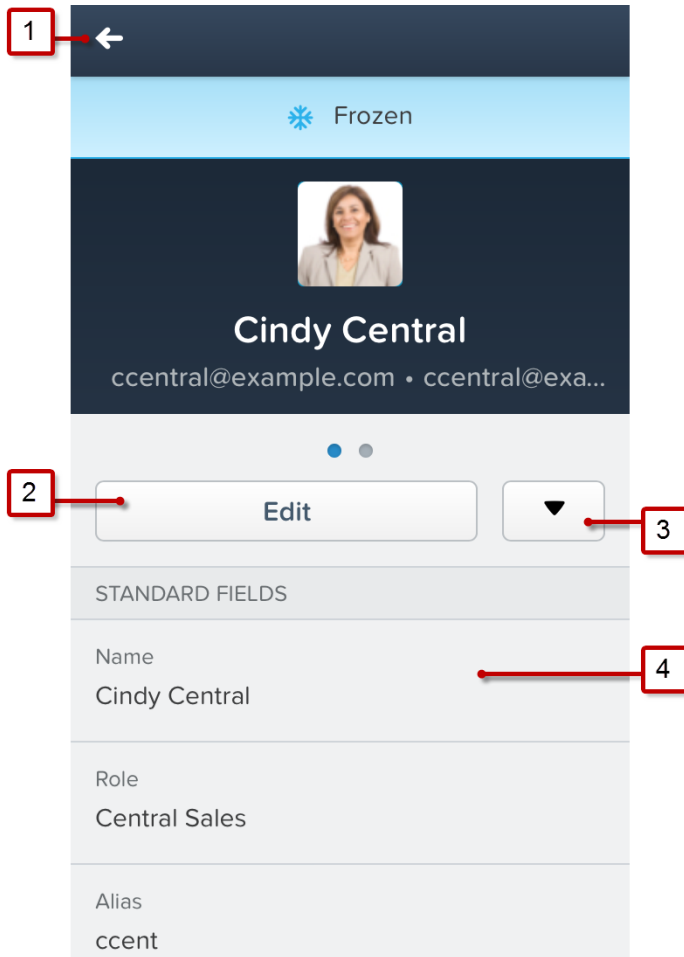 1
Frozen
Cindy Central
ccentral@example.com • ccentral@exa...
2
Edit
3
STANDARD FIELDS
Name
4
Cindy Central
Role
Central Sales
Alias
ccent